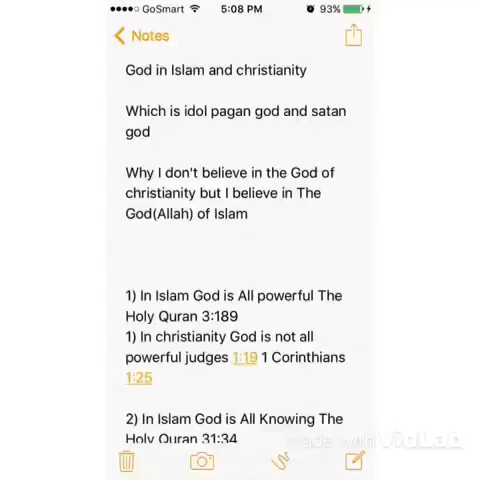 GoSmart 5:08 PM 93%
Notes
God in Islam and christianity
Which is idol pagan god and satan
god
Why I don't believe in the God of
christianity but I believe in The
God(Allah) of Islam
1) In Islam God is All powerful The
Holy Quran 3:189
1) In christianity God is not all
powerful judges 1:19 1 Corinthians
1:25
2) In Islam God is All Knowing The
Holy Quran 31:34
Made with VidLab